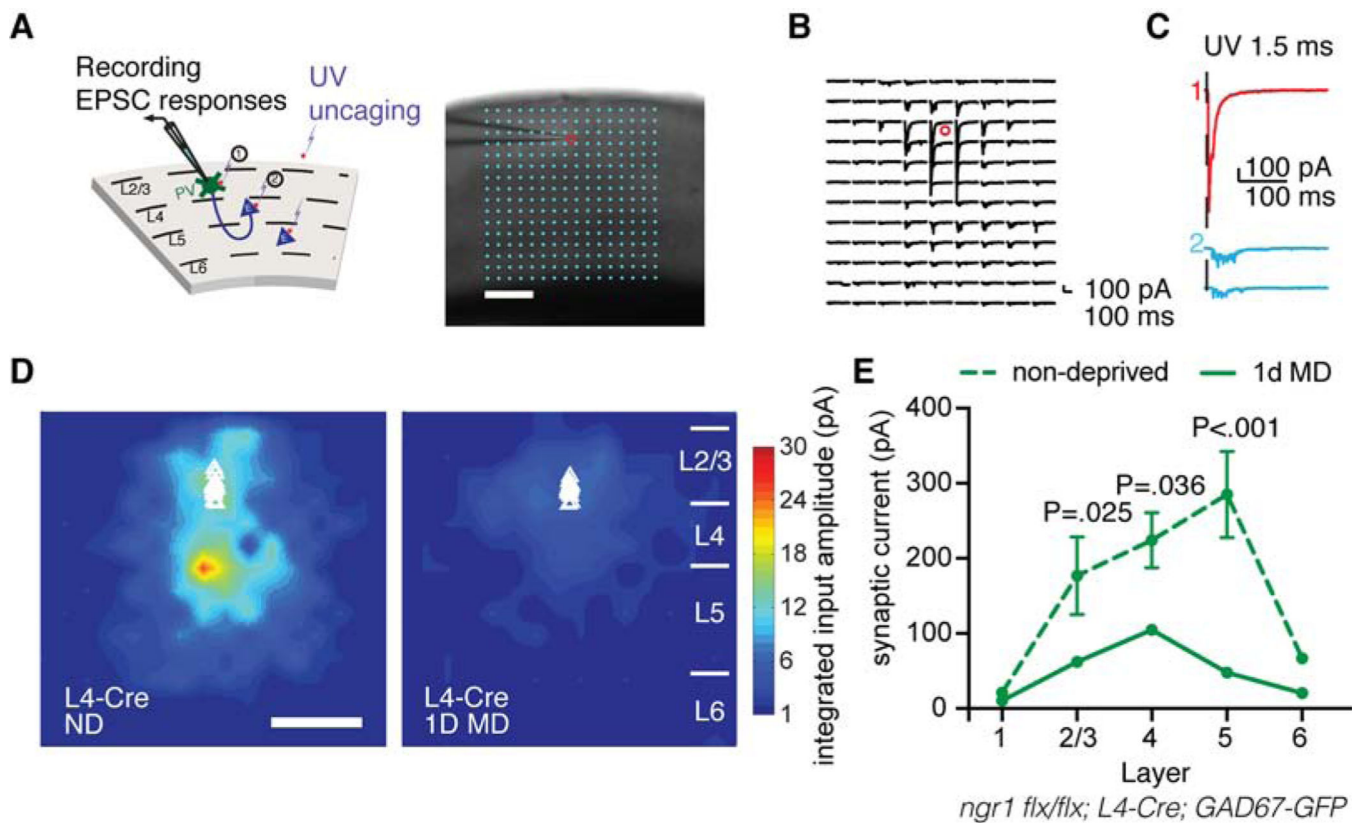 A
Recording
EPSC responses
UV
uncaging
1
2
L2/3
PV
L4
L5
L6
E
E
B
100 pA
100 ms
C
UV 1.5 ms
1
100 pA
100 ms
2
D
L4-Cre
ND
L4-Cre
1D MD
L2/3
L4
L5
L6
30
24
18
12
6
1
integrated input amplitude (pA)
E
non-deprived
1d MD
400
300
200
100
0
synaptic current (pA)
P=.025
P=.036
P<.001
1
2/3
4
5
6
Layer
ngr1 flx/flx; L4-Cre; GAD67-GFP